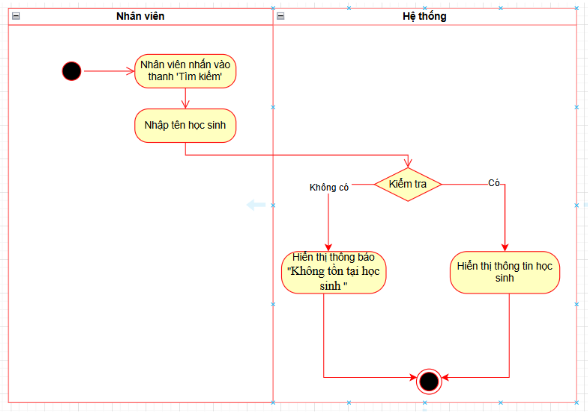 Nhân viên
Hệ thống
Nhân viên nhấn vào
thanh 'Tìm kiếm'
Nhập tên học sinh
Kiểm tra
Không có
Có
Hiển thị thông báo
"Không tồn tại học
sinh "
Hiển thị thông tin học
sinh